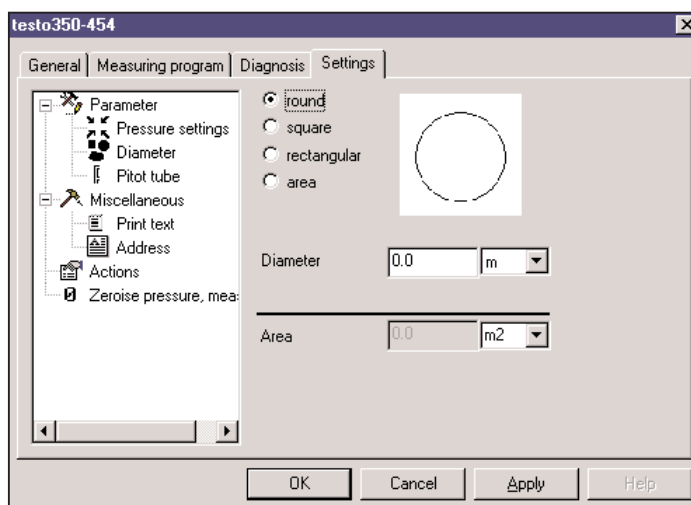 testo350-454
General Measuring program Diagnosis Settings
Parameter
Pressure settings
Diameter
Pitot tube
Miscellaneous
Print text
Address
Actions
Zeroise pressure, mea:
round
square
rectangular
area
Diameter 0.0 m
Area 0.0 m2
OK Cancel Apply Help